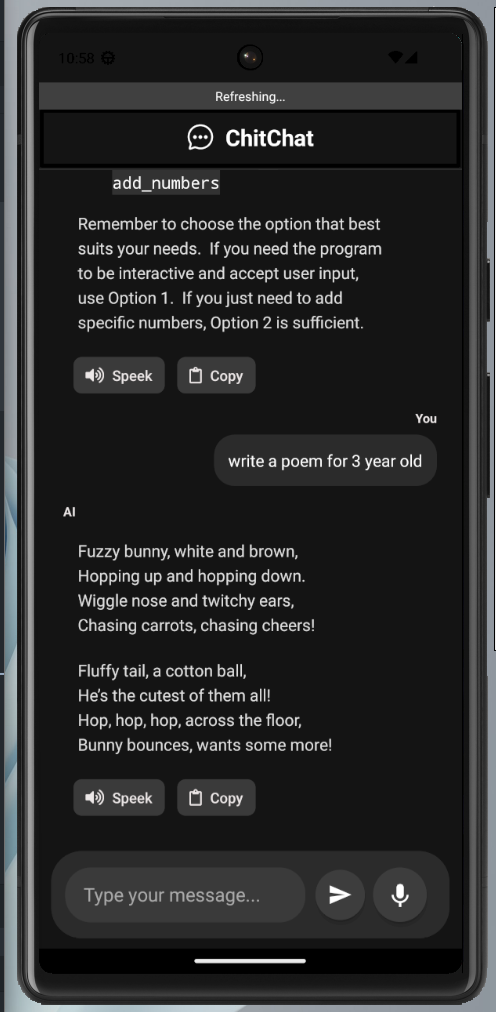 10:58
Refreshing...
ChitChat
add_numbers
Remember to choose the option that best
suits your needs.  If you need the program
to be interactive and accept user input,
use Option 1.  If you just need to add
specific numbers, Option 2 is sufficient.
Speek
Copy
You
write a poem for 3 year old
AI
Fuzzy bunny, white and brown,
Hopping up and hopping down.
Wiggle nose and twitchy ears,
Chasing carrots, chasing cheers!
Fluffy tail, a cotton ball,
He's the cutest of them all!
Hop, hop, hop, across the floor,
Bunny bounces, wants some more!
Speek
Copy
Type your message...